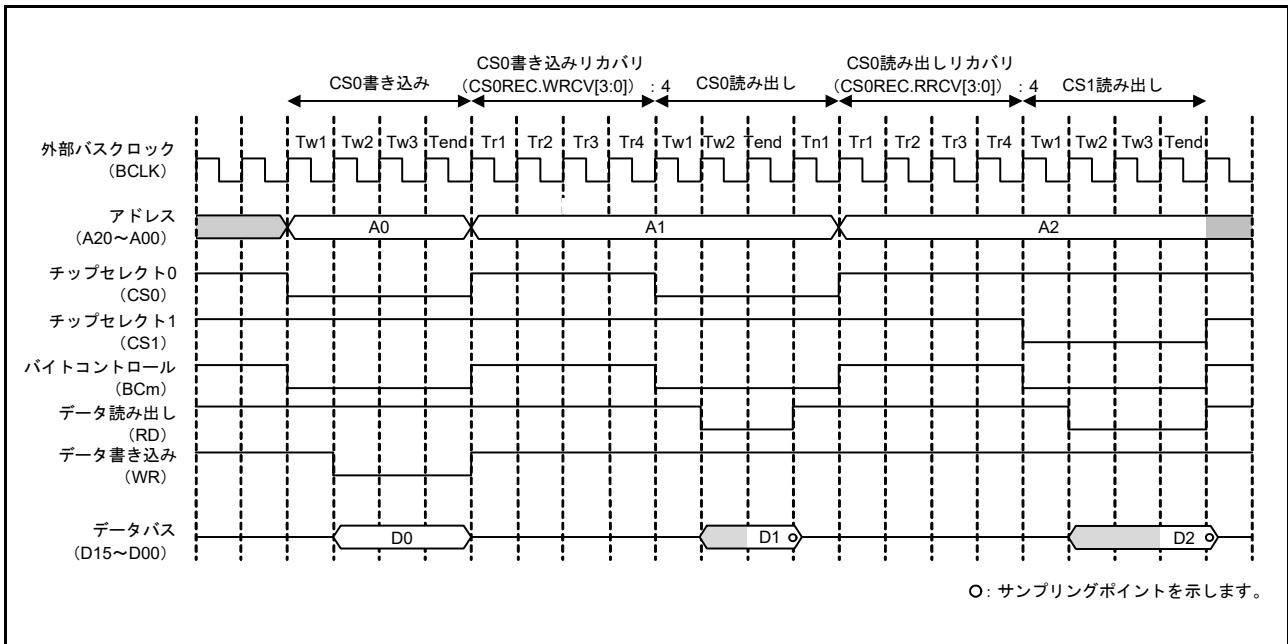 CS0書き込みリカバリ CS0読み出しリカバリ
CS0書き込み （CS0REC.WRCV[3:0]）：4 CS0読み出し （CS0REC.RRCV[3:0]）：4 CS1読み出し
外部バスクロック Tw1 Tw2 Tw3 Tend Tr1 Tr2 Tr3 Tr4 Tw1 Tw2 Tend Tn1 Tr1 Tr2 Tr3 Tr4 Tw1 Tw2 Tw3 Tend
（BCLK）
アドレス
（A20～A00） A0 A1 A2
チップセレクト0
（CS0）
チップセレクト1
（CS1）
バイトコントロール
（BCm）
データ読み出し
（RD）
データ書き込み
（WR）
データバス
（D15～D00） D0 D1 D2
：サンプリングポイントを示します。